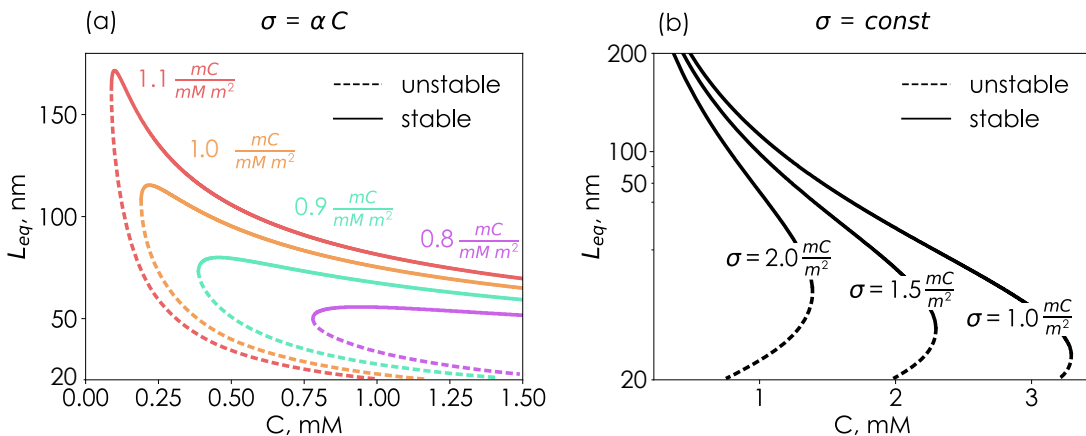 (a)
σ = α C
1.1 mC/mM m²
1.0 mC/mM m²
0.9 mC/mM m²
0.8 mC/mM m²
unstable
stable
150
100
50
20
L_eq, nm
0.00
0.25
0.50
0.75
1.00
1.25
1.50
C, mM
(b)
σ = const
unstable
stable
200
100
50
20
L_eq, nm
σ = 2.0 mC/m²
σ = 1.5 mC/m²
σ = 1.0 mC/m²
1
2
3
C, mM